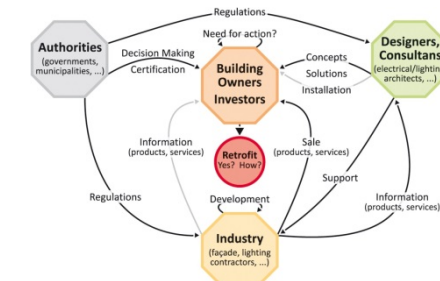 Regulations
Need for action?
Authorities
(governments,
municipalities, ...)
Decision Making
Certification
Building
Owners
Investors
Concepts
Solutions
Installation
Designers,
Consultans
(electrical/lightin
architects, ...)
Information
(products, services)
Retrofit
Yes? How?
Sale
(products, services)
Support
Regulations
Development
Information
(products, services)
Industry
(façade, lighting
contractors, ...)